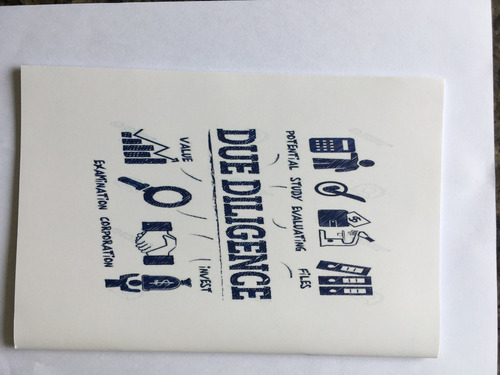 POTENTIAL STUDY EVALUATING FILES
DUE DILIGENCE
VALUE INVEST
EXAMINATION CORPORATION